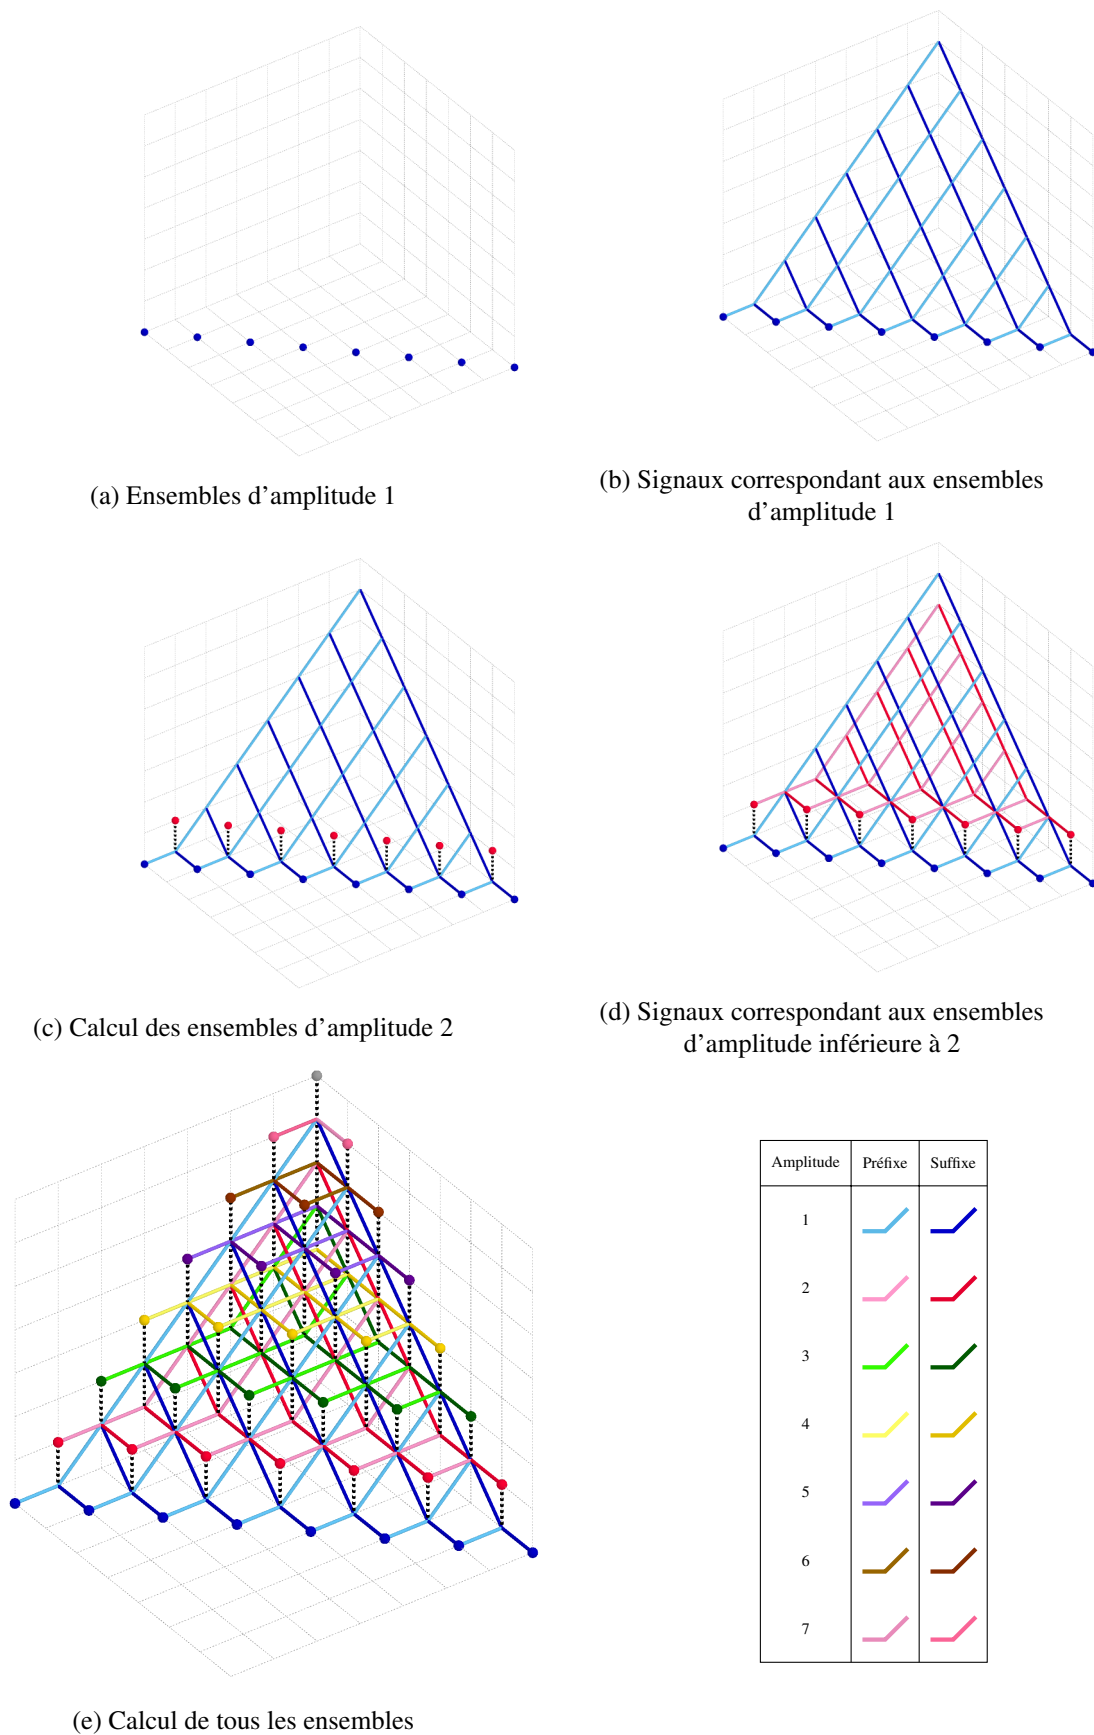 (a) Ensembles d'amplitude 1
(b) Signaux correspondant aux ensembles
d'amplitude 1
(c) Calcul des ensembles d'amplitude 2
(d) Signaux correspondant aux ensembles
d'amplitude inférieure à 2
Amplitude Préfixe Suffixe
1
2
3
4
5
6
7
(e) Calcul de tous les ensembles